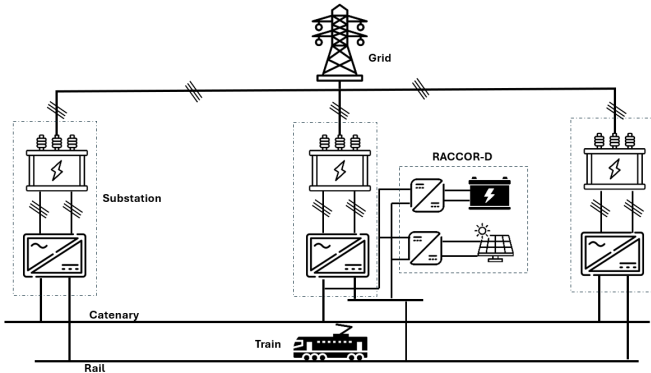 Grid
RACCOR-D
Substation
Catenary
Train
Rail